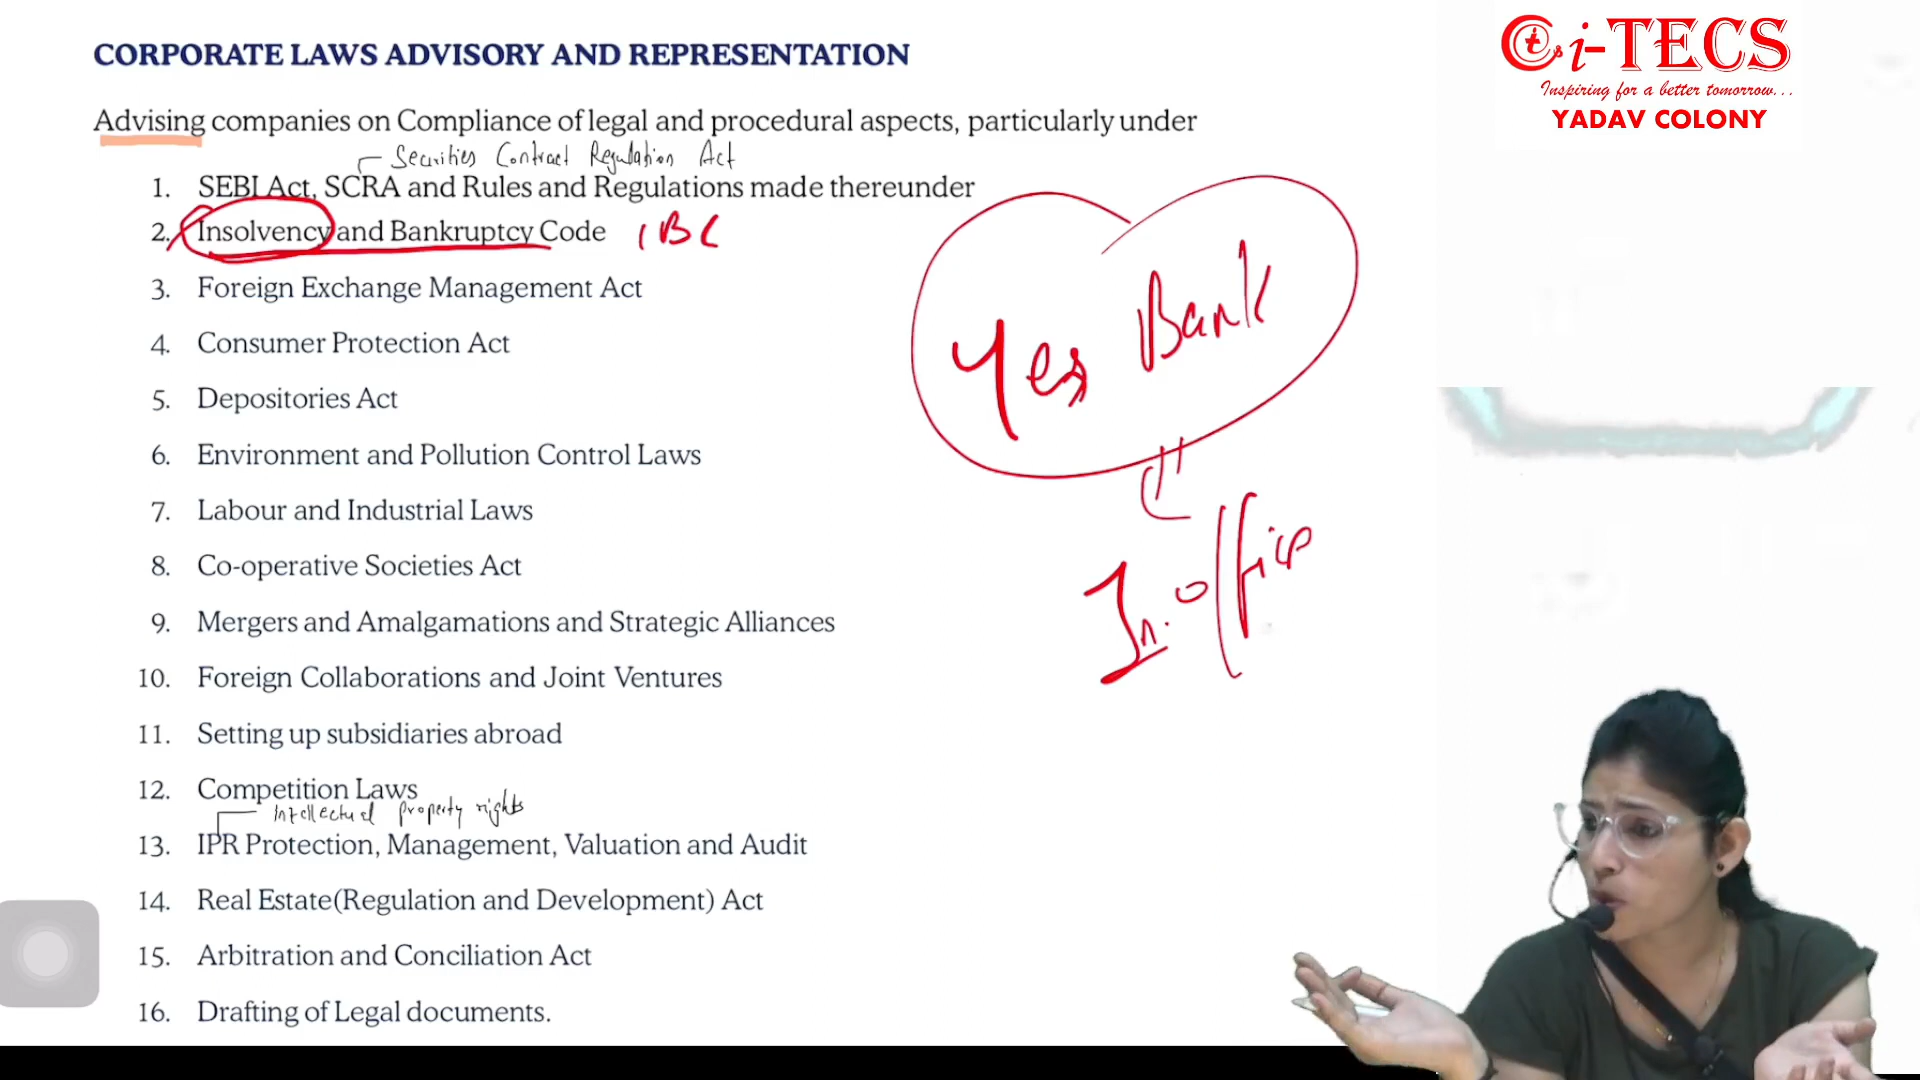 CORPORATE LAWS ADVISORY AND REPRESENTATION
i-TECS
Inspiring for a better tomorrow...
YADAV COLONY
Advising companies on Compliance of legal and procedural aspects, particularly under
Securities Contract Regulation Act
1. SEBI Act, SCRA and Rules and Regulations made thereunder
2. Insolvency and Bankruptcy Code IBC
3. Foreign Exchange Management Act
Yes Bank
4. Consumer Protection Act
5. Depositories Act
6. Environment and Pollution Control Laws
7. Labour and Industrial Laws
8. Co-operative Societies Act
In.
9. Mergers and Amalgamations and Strategic Alliances
10. Foreign Collaborations and Joint Ventures
11. Setting up subsidiaries abroad
12. Competition Laws
Intellectual property rights
13. IPR Protection, Management, Valuation and Audit
14. Real Estate(Regulation and Development) Act
15. Arbitration and Conciliation Act
16. Drafting of Legal documents.